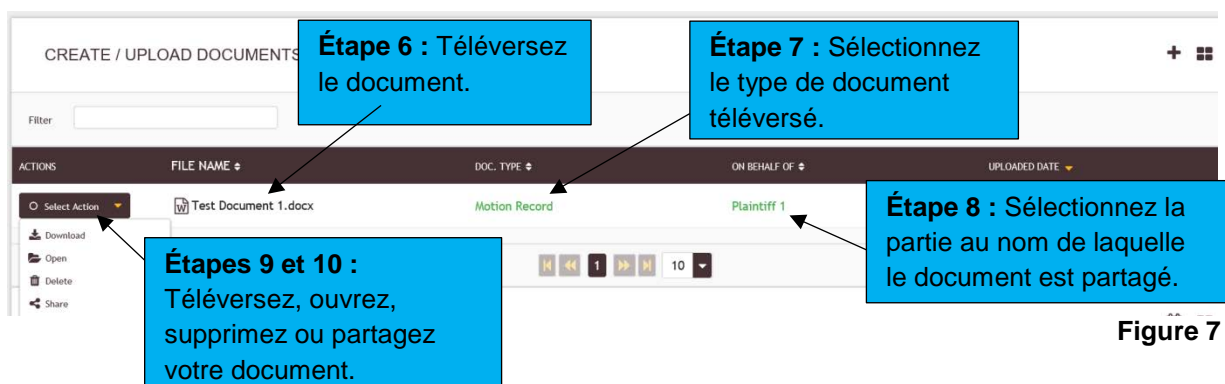 CREATE / UPLOAD DOCUMENTS
Étape 6 : Téléversez
le document.
Étape 7 : Sélectionnez
le type de document
téléversé.
Filter
ACTIONS FILE NAME DOC. TYPE ON BEHALF OF UPLOADED DATE
Select Action Test Document 1.docx Motion Record Plaintiff 1
Étape 8 : Sélectionnez la
partie au nom de laquelle
le document est partagé.
Download
Open
Delete
Share
Étapes 9 et 10 :
Téléversez, ouvrez,
supprimez ou partagez
votre document.
1 10
Figure 7